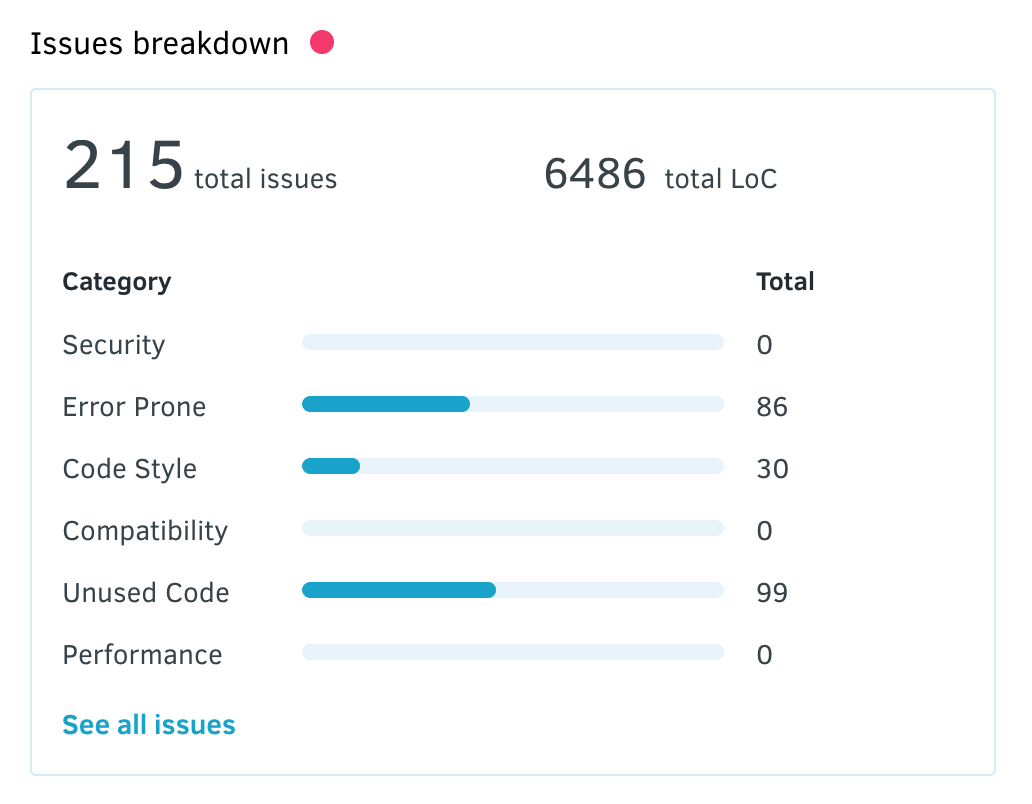 Issues breakdown
215 total issues 6486 total LoC
Category Total
Security 0
Error Prone 86
Code Style 30
Compatibility 0
Unused Code 99
Performance 0
See all issues